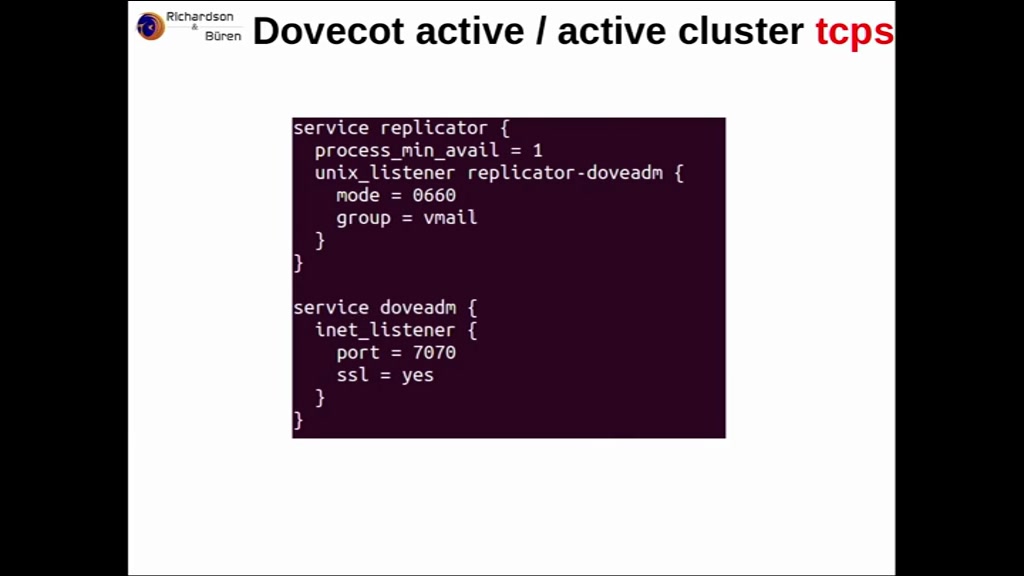 Richardson
&
Büren
Dovecot active / active cluster tcps
service replicator {
  process_min_avail = 1
  unix_listener replicator-doveadm {
    mode = 0660
    group = vmail
  }
}

service doveadm {
  inet_listener {
    port = 7070
    ssl = yes
  }
}